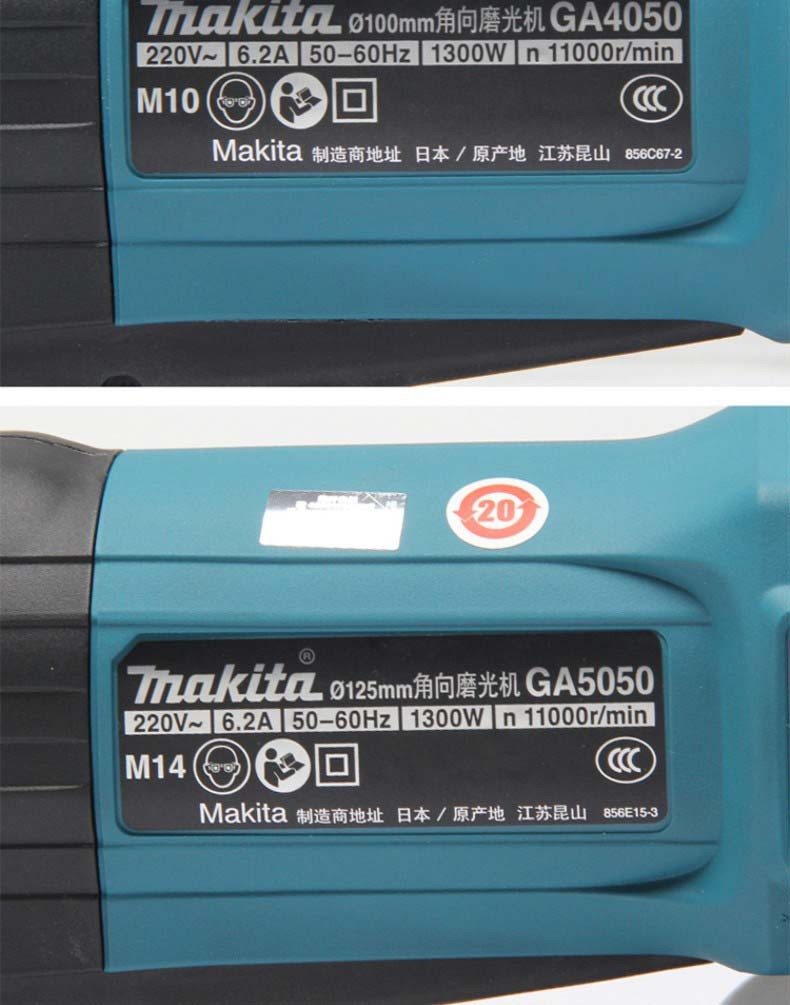 makita Ø100mm角向磨光机 GA4050
220V~ 6.2A 50-60Hz 1300W n 11000r/min
M10 CCC
Makita 制造商地址 日本 / 原产地 江苏昆山 856C67-2
20
makita® Ø125mm角向磨光机 GA5050
220V~ 6.2A 50-60Hz 1300W n 11000r/min
M14 CCC
Makita 制造商地址 日本 / 原产地 江苏昆山 856E15-3